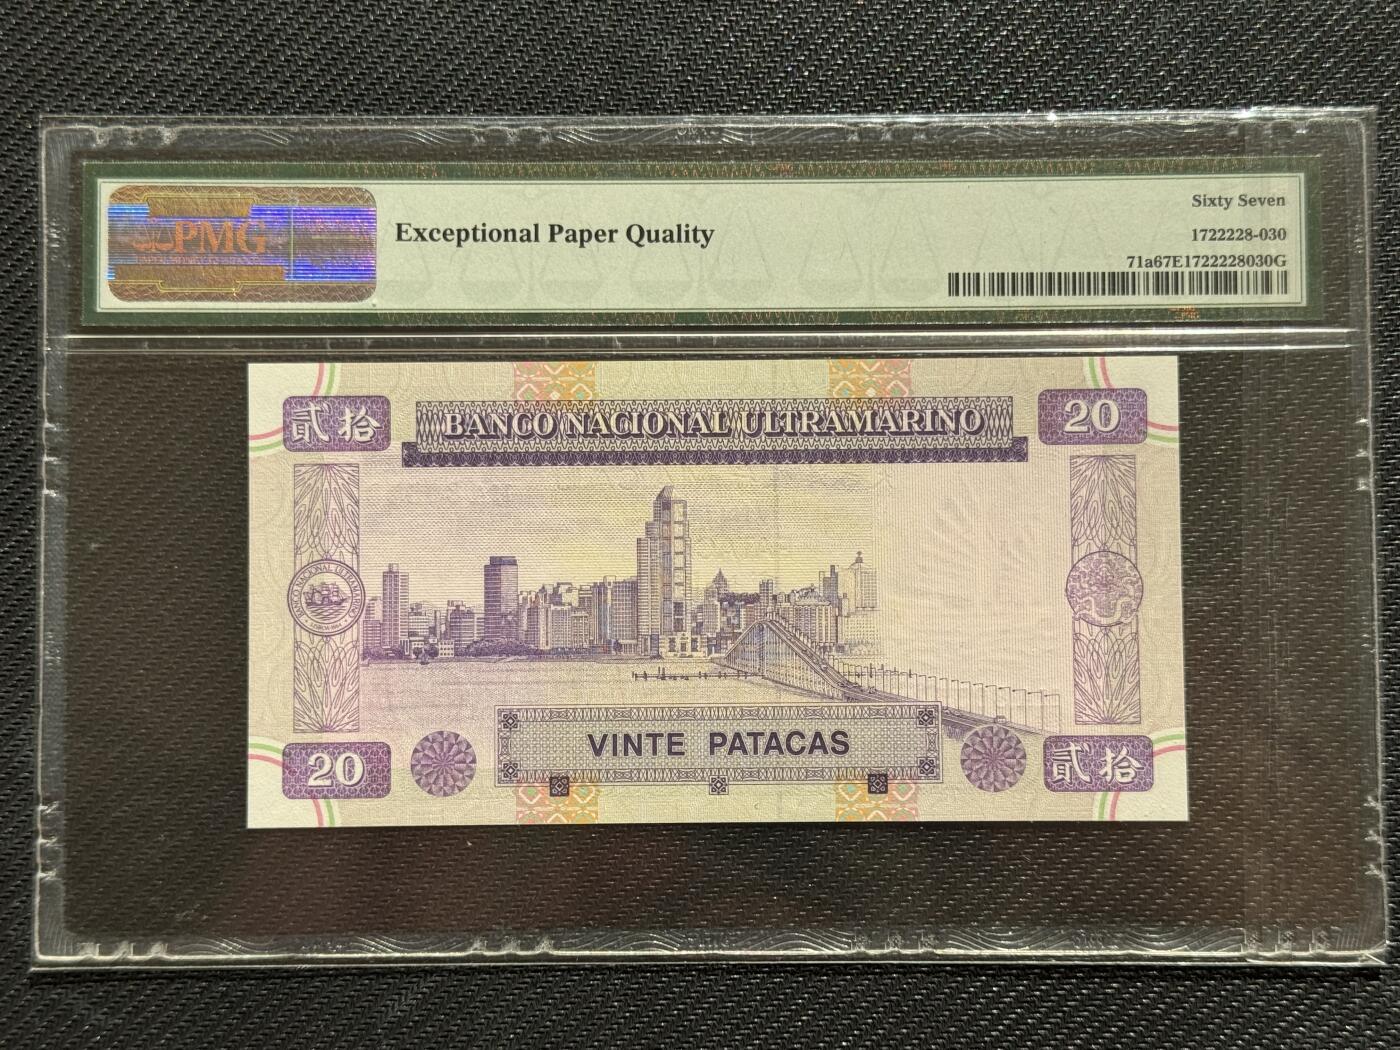 PMG
Exceptional Paper Quality
Sixty Seven
1722228-030
71a67E1722228030G
貳拾
BANCO NACIONAL ULTRAMARINO
20
20
VINTE PATACAS
貳拾